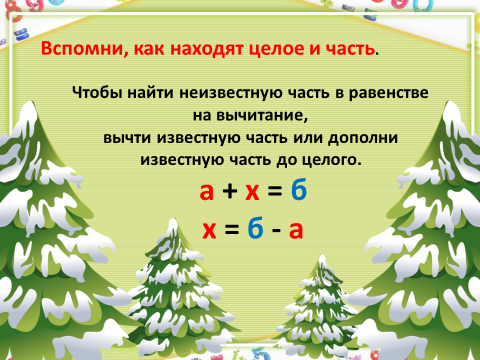 Вспомни, как находят целое и часть.
Чтобы найти неизвестную часть в равенстве
на вычитание,
вычти известную часть или дополни
известную часть до целого.
а + х = б
х = б - а